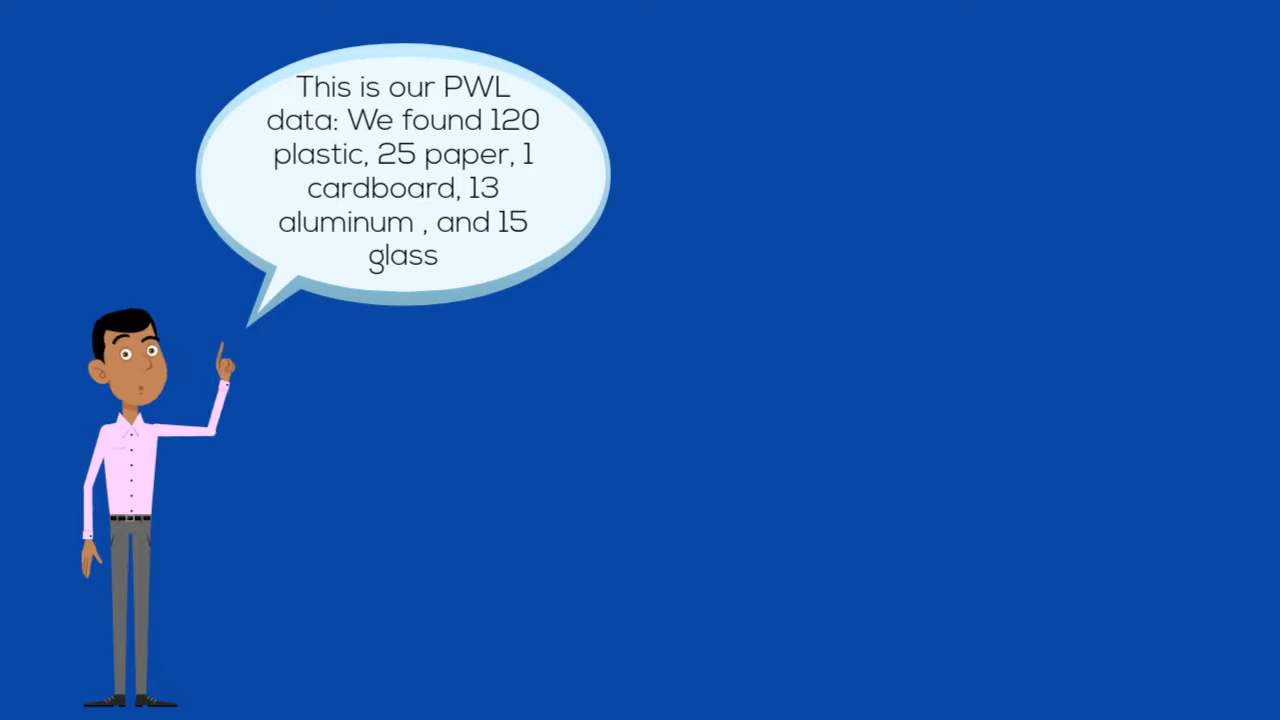 This is our PWL
data: We found 120
plastic, 25 paper, 1
cardboard, 13
aluminum , and 15
glass